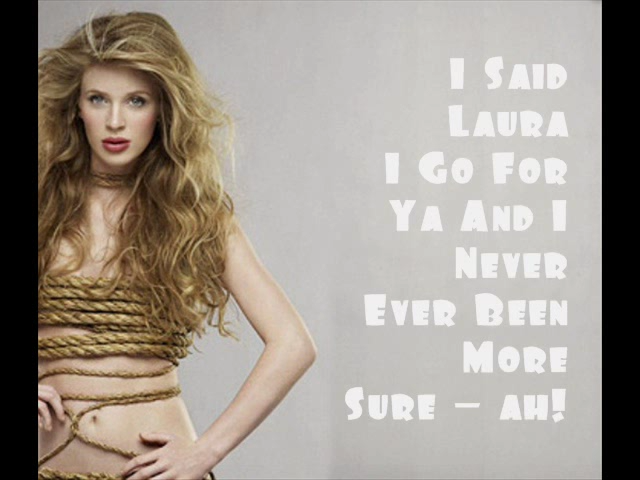 I Said
Laura
I Go For
Ya And I
Never
Ever Been
More
Sure – ah!